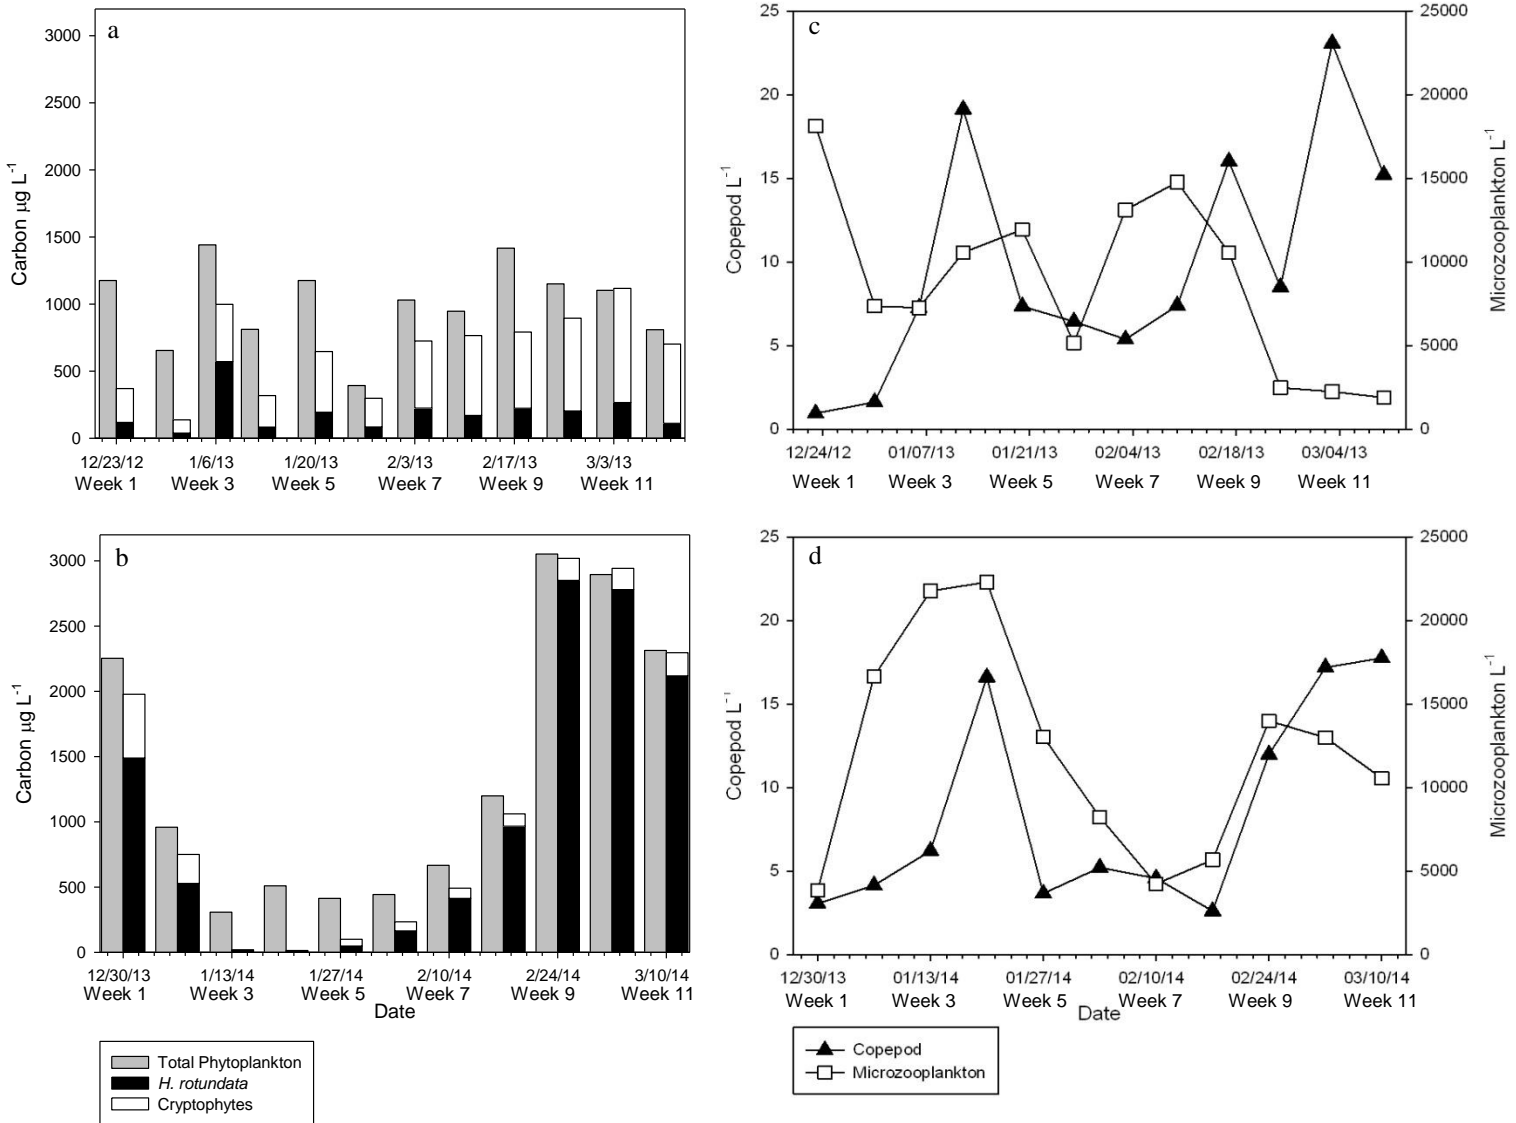 a
3000
2500
2000
1500
1000
500
0
Carbon µg L-1
12/23/12 1/6/13 1/20/13 2/3/13 2/17/13 3/3/13
Week 1 Week 3 Week 5 Week 7 Week 9 Week 11
b
3000
2500
2000
1500
1000
500
0
Carbon µg L-1
12/30/13 1/13/14 1/27/14 2/10/14 2/24/14 3/10/14
Week 1 Week 3 Week 5 Week 7 Week 9 Week 11
Date
Total Phytoplankton
H. rotundata
Cryptophytes
c
25
20
15
10
5
0
Copepod L-1
25000
20000
15000
10000
5000
0
Microzooplankton L-1
12/24/12 01/07/13 01/21/13 02/04/13 02/18/13 03/04/13
Week 1 Week 3 Week 5 Week 7 Week 9 Week 11
d
25
20
15
10
5
0
Copepod L-1
25000
20000
15000
10000
5000
0
Microzooplankton L-1
12/30/13 01/13/14 01/27/14 02/10/14 02/24/14 03/10/14
Week 1 Week 3 Week 5 Week 7 Week 9 Week 11
Date
Copepod
Microzooplankton